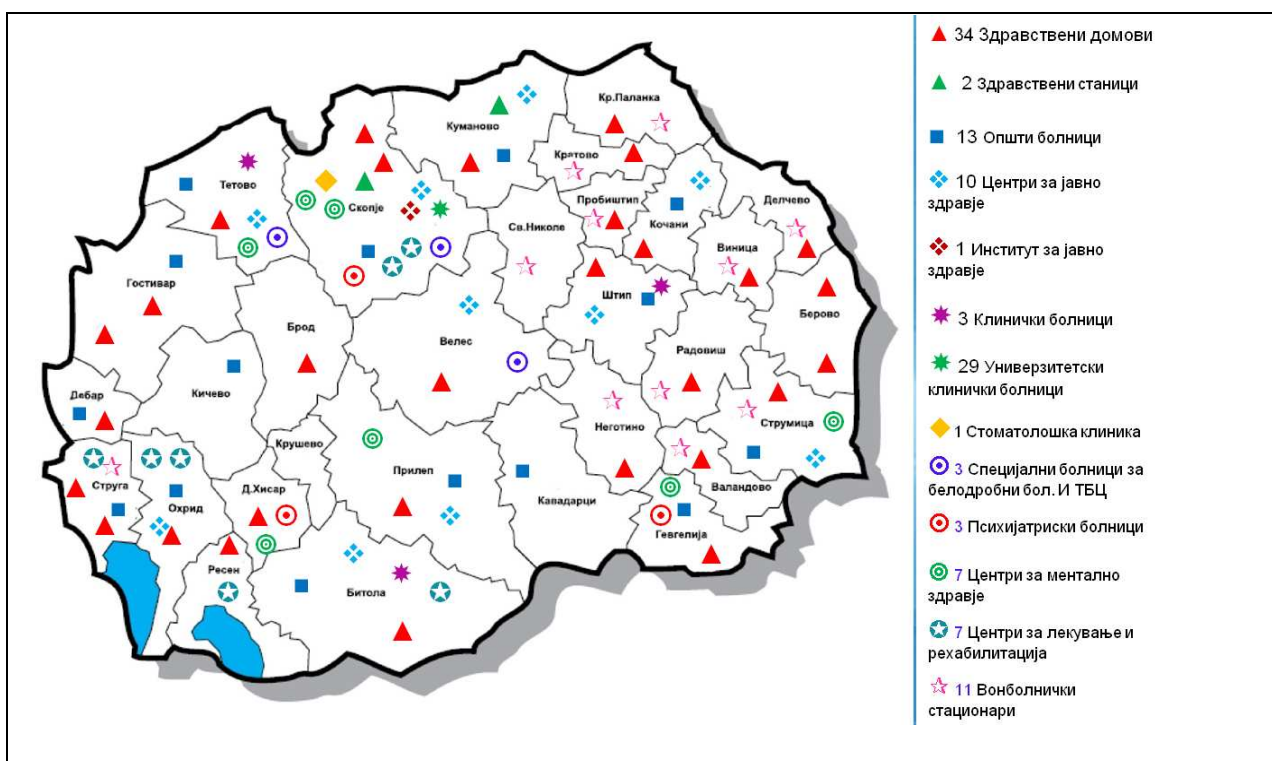 Кр.Паланка
Куманово
Кратово
Тетово
Скопје
Пробиштип
Делчево
Св.Николе
Кочани
Виница
Гостивар
Штип
Берово
Брод
Велес
Радовиш
Дебар
Кичево
Неготино
Струмица
Крушево
Прилеп
Струга
Д.Хисар
Кавадарци
Валандово
Охрид
Гевгелија
Ресен
Битола
34 Здравствени домови
2 Здравствени станици
13 Општи болници
10 Центри за јавно
здравје
1 Институт за јавно
здравје
3 Клинички болници
29 Универзитетски
клинички болници
1 Стоматолошка клиника
3 Специјални болници за
белодробни бол. И ТБЦ
3 Психијатриски болници
7 Центри за ментално
здравје
7 Центри за лекување и
рехабилитација
11 Вонболнички
стационари